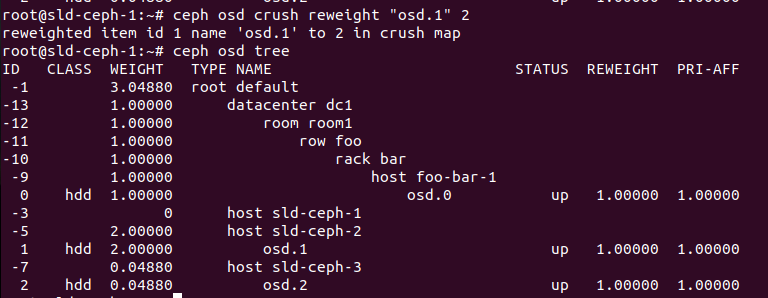 root@sld-ceph-1:~# ceph osd crush reweight "osd.1" 2
reweighted item id 1 name 'osd.1' to 2 in crush map
root@sld-ceph-1:~# ceph osd tree
ID   CLASS  WEIGHT   TYPE NAME                           STATUS  REWEIGHT  PRI-AFF
 -1         3.04880  root default
-13         1.00000      datacenter dc1
-12         1.00000          room room1
-11         1.00000              row foo
-10         1.00000                  rack bar
 -9         1.00000                      host foo-bar-1
  0    hdd  1.00000                          osd.0           up   1.00000  1.00000
 -3               0      host sld-ceph-1
 -5         2.00000      host sld-ceph-2
  1    hdd  2.00000          osd.1                           up   1.00000  1.00000
 -7         0.04880      host sld-ceph-3
  2    hdd  0.04880          osd.2                           up   1.00000  1.00000